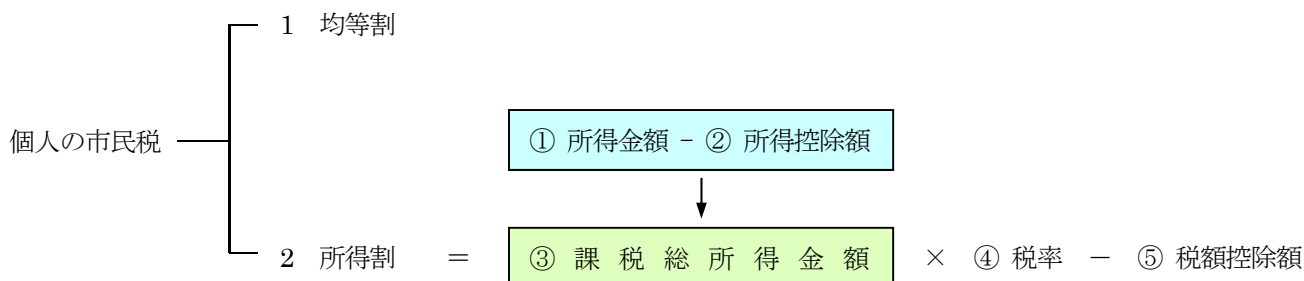 1 均等割
個人の市民税
① 所得金額 - ② 所得控除額
2 所得割 = ③ 課税総所得金額 × ④ 税率 - ⑤ 税額控除額